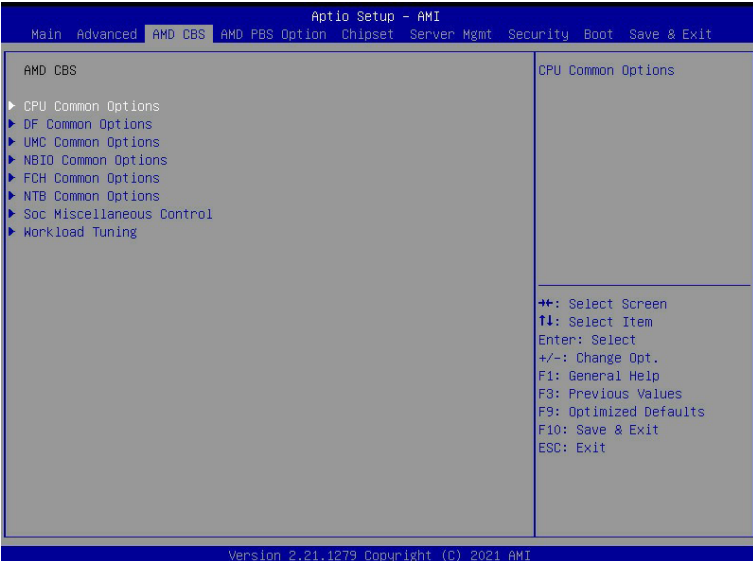 Aptio Setup – AMI
Main Advanced AMD CBS AMD PBS Option Chipset Server Mgmt Security Boot Save & Exit
AMD CBS
CPU Common Options
DF Common Options
UMC Common Options
NBIO Common Options
FCH Common Options
NTB Common Options
Soc Miscellaneous Control
Workload Tuning
CPU Common Options
→←: Select Screen
↑↓: Select Item
Enter: Select
+/-: Change Opt.
F1: General Help
F3: Previous Values
F9: Optimized Defaults
F10: Save & Exit
ESC: Exit
Version 2.21.1279 Copyright (C) 2021 AMI